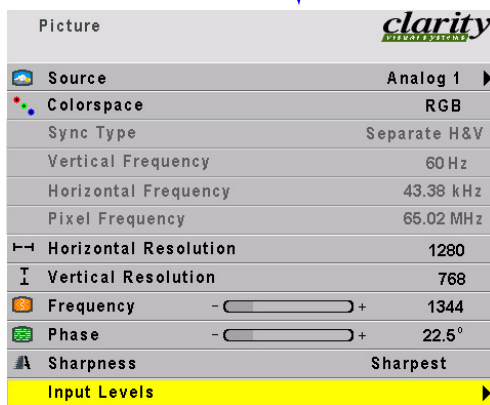 Picture
clarity
VISUAL SYSTEMS
Source Analog 1
Colorspace RGB
Sync Type Separate H&V
Vertical Frequency 60 Hz
Horizontal Frequency 43.38 kHz
Pixel Frequency 65.02 MHz
Horizontal Resolution 1280
Vertical Resolution 768
Frequency - + 1344
Phase - + 22.5°
Sharpness Sharpest
Input Levels